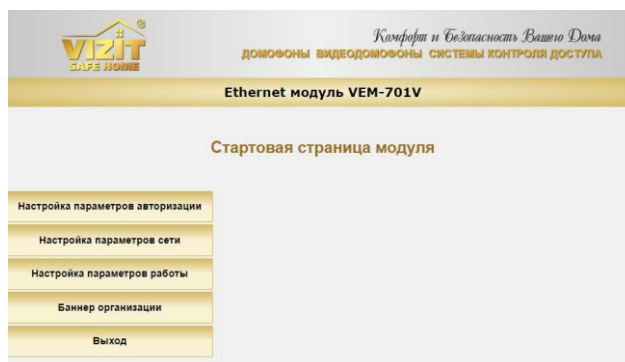 VIZIT®
SAFE HOME
Комфорт и Безопасность Вашего Дома
ДОМОФОНЫ ВИДЕОДОМОФОНЫ СИСТЕМЫ КОНТРОЛЯ ДОСТУПА
Ethernet модуль VEM-701V
Стартовая страница модуля
Настройка параметров авторизации
Настройка параметров сети
Настройка параметров работы
Баннер организации
Выход